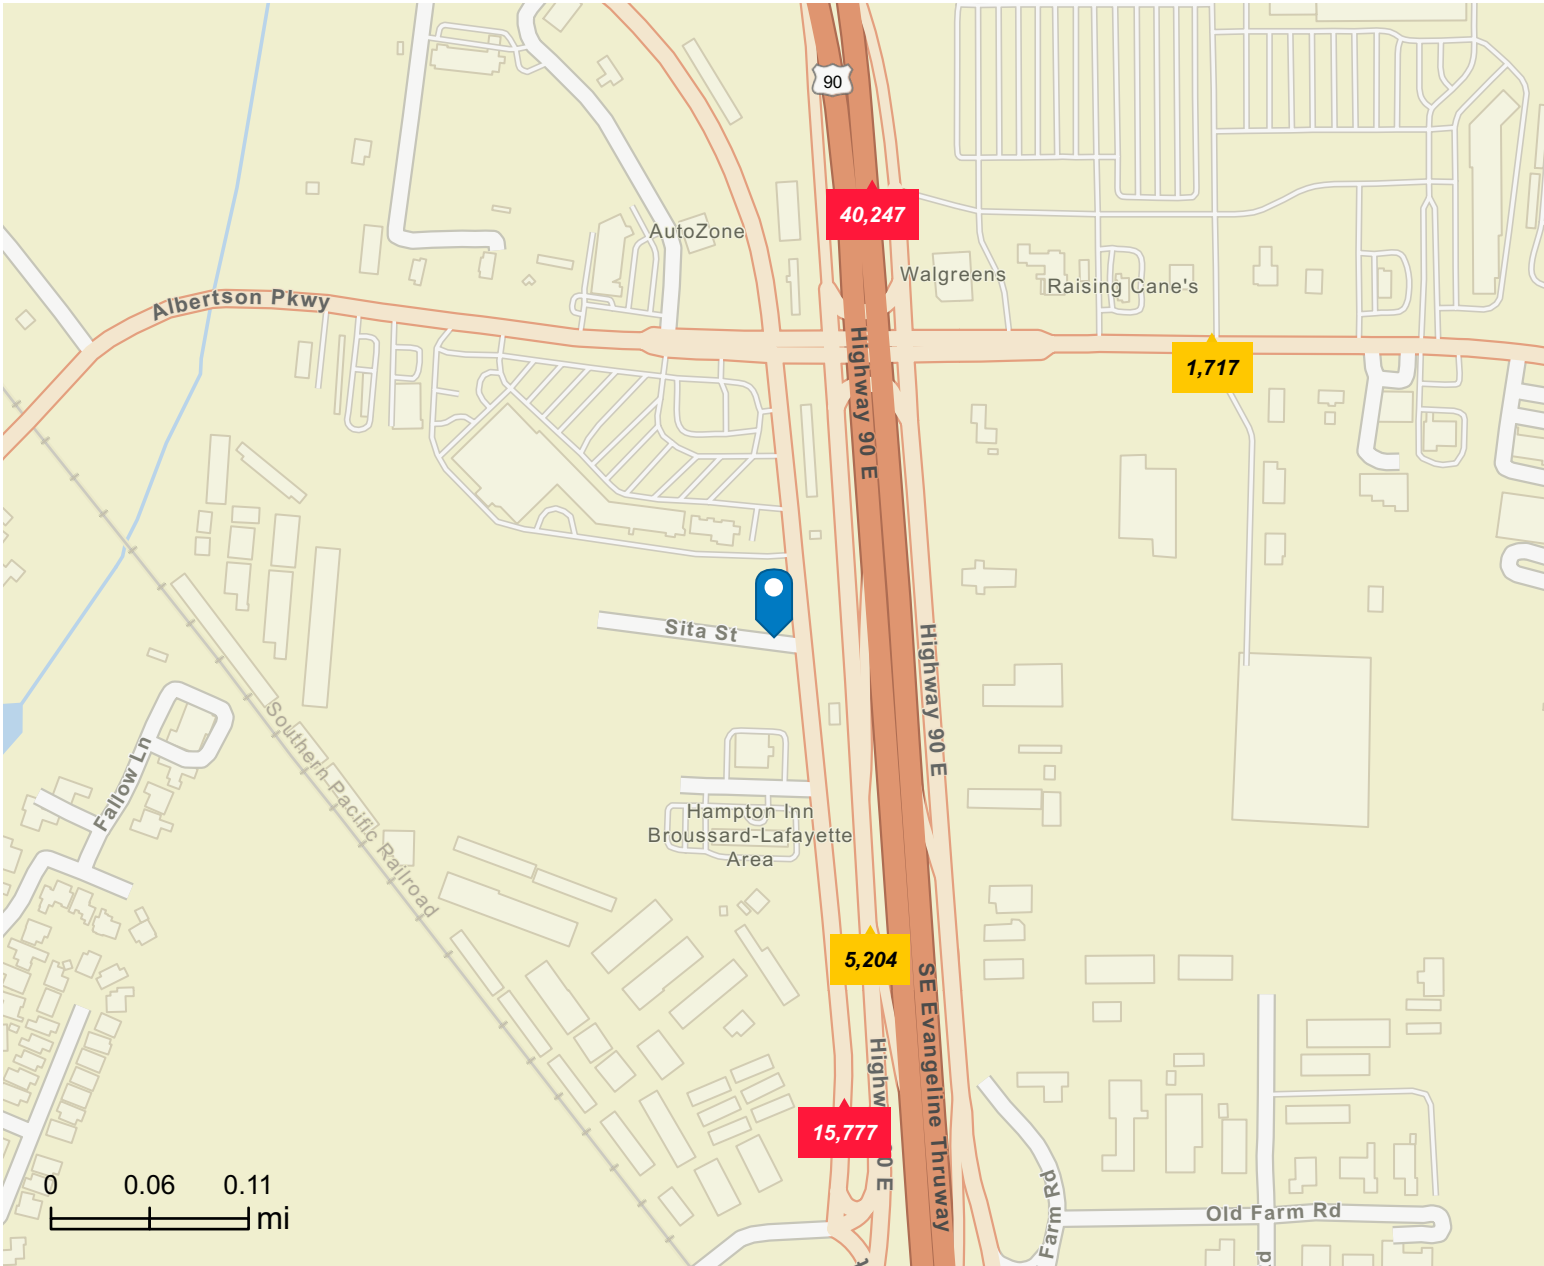 90
40,247
AutoZone
Walgreens
Raising Cane's
Albertson Pkwy
Highway 90 E
1,717
Sita St
Highway 90 E
Southern Pacific Railroad
Fallow Ln
Hampton Inn
Broussard-Lafayette
Area
5,204
SE Evangeline Thruway
15,777
0 0.06 0.11
mi
Farm Rd
Old Farm Rd